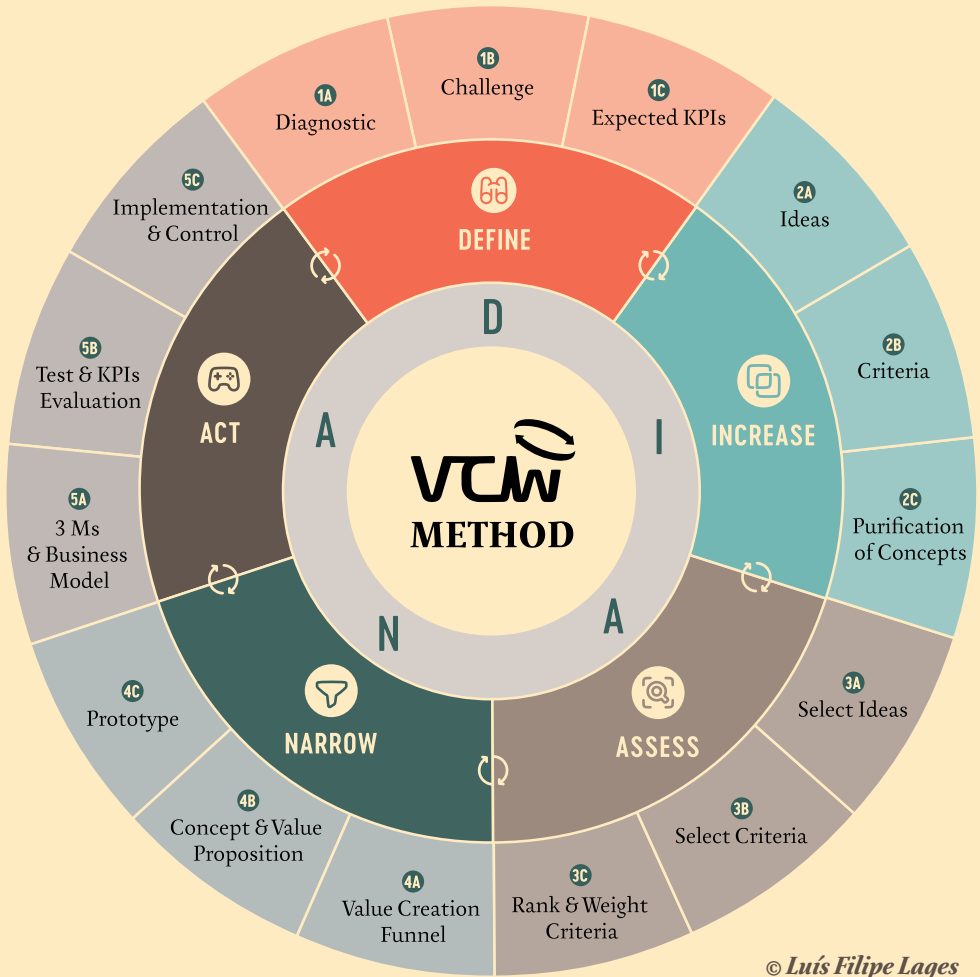 1A
Diagnostic
1B
Challenge
1C
Expected KPIs
DEFINE
2A
Ideas
2B
Criteria
2C
Purification
of Concepts
INCREASE
3A
Select Ideas
3B
Select Criteria
3C
Rank & Weight
Criteria
ASSESS
4A
Value Creation
Funnel
4B
Concept & Value
Proposition
4C
Prototype
NARROW
5A
3 Ms
& Business
Model
5B
Test & KPIs
Evaluation
5C
Implementation
& Control
ACT
D
I
A
N
A
VCW
METHOD
© Luís Filipe Lages